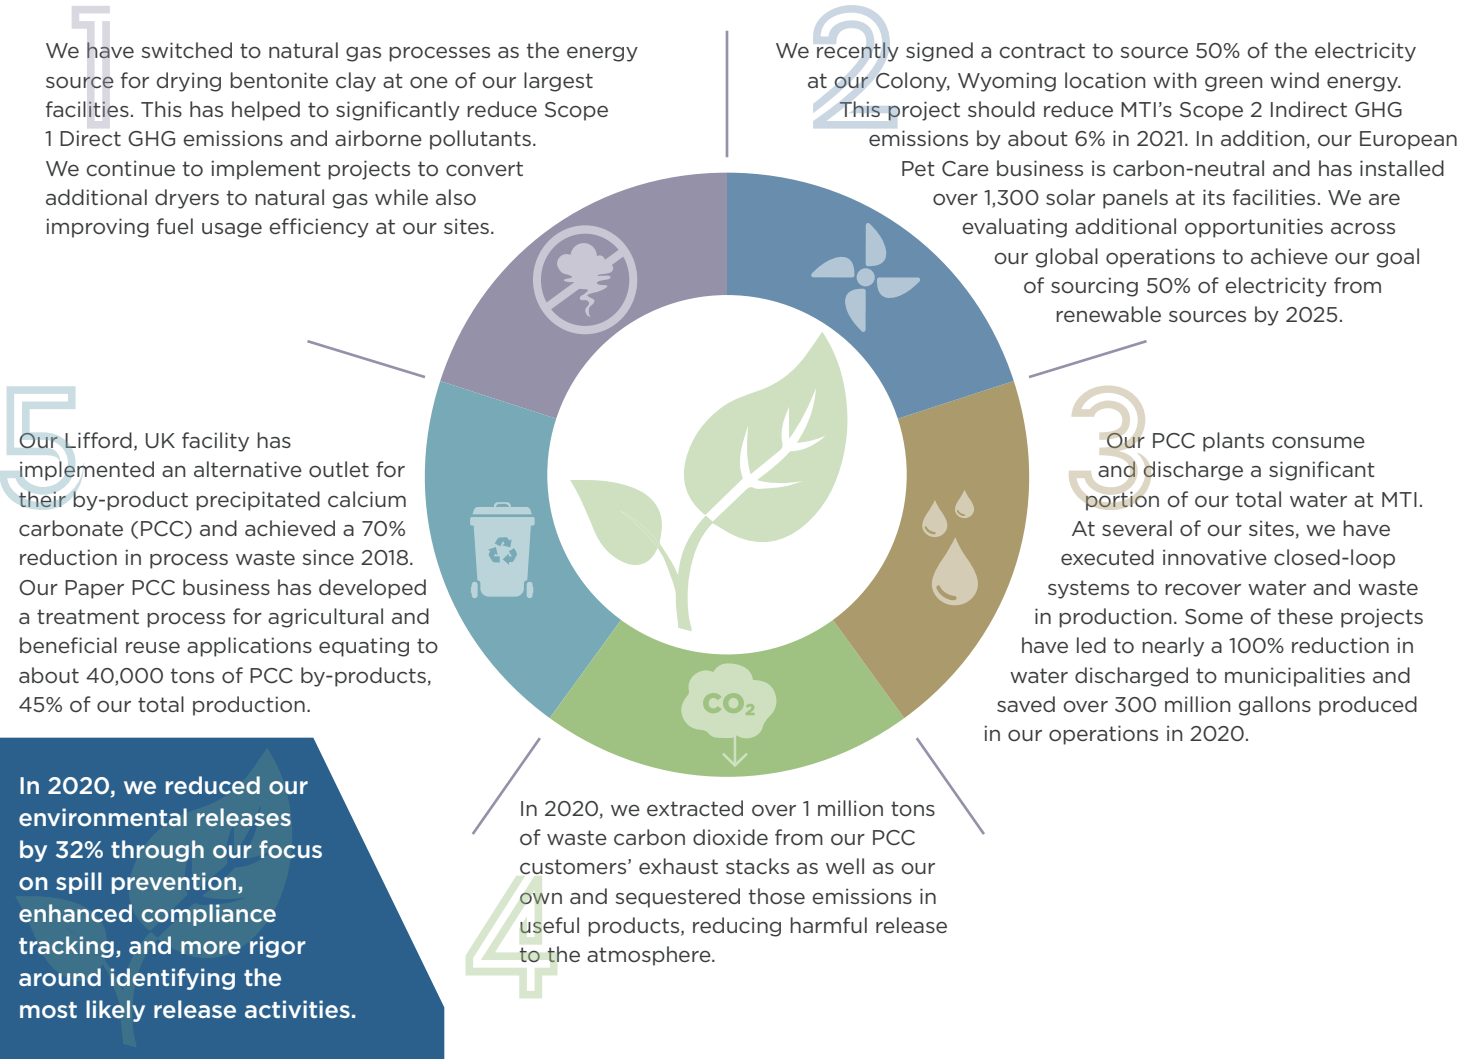 1
We have switched to natural gas processes as the energy
source for drying bentonite clay at one of our largest
facilities. This has helped to significantly reduce Scope
1 Direct GHG emissions and airborne pollutants.
We continue to implement projects to convert
additional dryers to natural gas while also
improving fuel usage efficiency at our sites.
2
We recently signed a contract to source 50% of the electricity
at our Colony, Wyoming location with green wind energy.
This project should reduce MTI’s Scope 2 Indirect GHG
emissions by about 6% in 2021. In addition, our European
Pet Care business is carbon-neutral and has installed
over 1,300 solar panels at its facilities. We are
evaluating additional opportunities across
our global operations to achieve our goal
of sourcing 50% of electricity from
renewable sources by 2025.
3
Our PCC plants consume
and discharge a significant
portion of our total water at MTI.
At several of our sites, we have
executed innovative closed-loop
systems to recover water and waste
in production. Some of these projects
have led to nearly a 100% reduction in
water discharged to municipalities and
saved over 300 million gallons produced
in our operations in 2020.
CO₂
4
In 2020, we extracted over 1 million tons
of waste carbon dioxide from our PCC
customers’ exhaust stacks as well as our
own and sequestered those emissions in
useful products, reducing harmful release
to the atmosphere.
5
Our Lifford, UK facility has
implemented an alternative outlet for
their by-product precipitated calcium
carbonate (PCC) and achieved a 70%
reduction in process waste since 2018.
Our Paper PCC business has developed
a treatment process for agricultural and
beneficial reuse applications equating to
about 40,000 tons of PCC by-products,
45% of our total production.
In 2020, we reduced our
environmental releases
by 32% through our focus
on spill prevention,
enhanced compliance
tracking, and more rigor
around identifying the
most likely release activities.